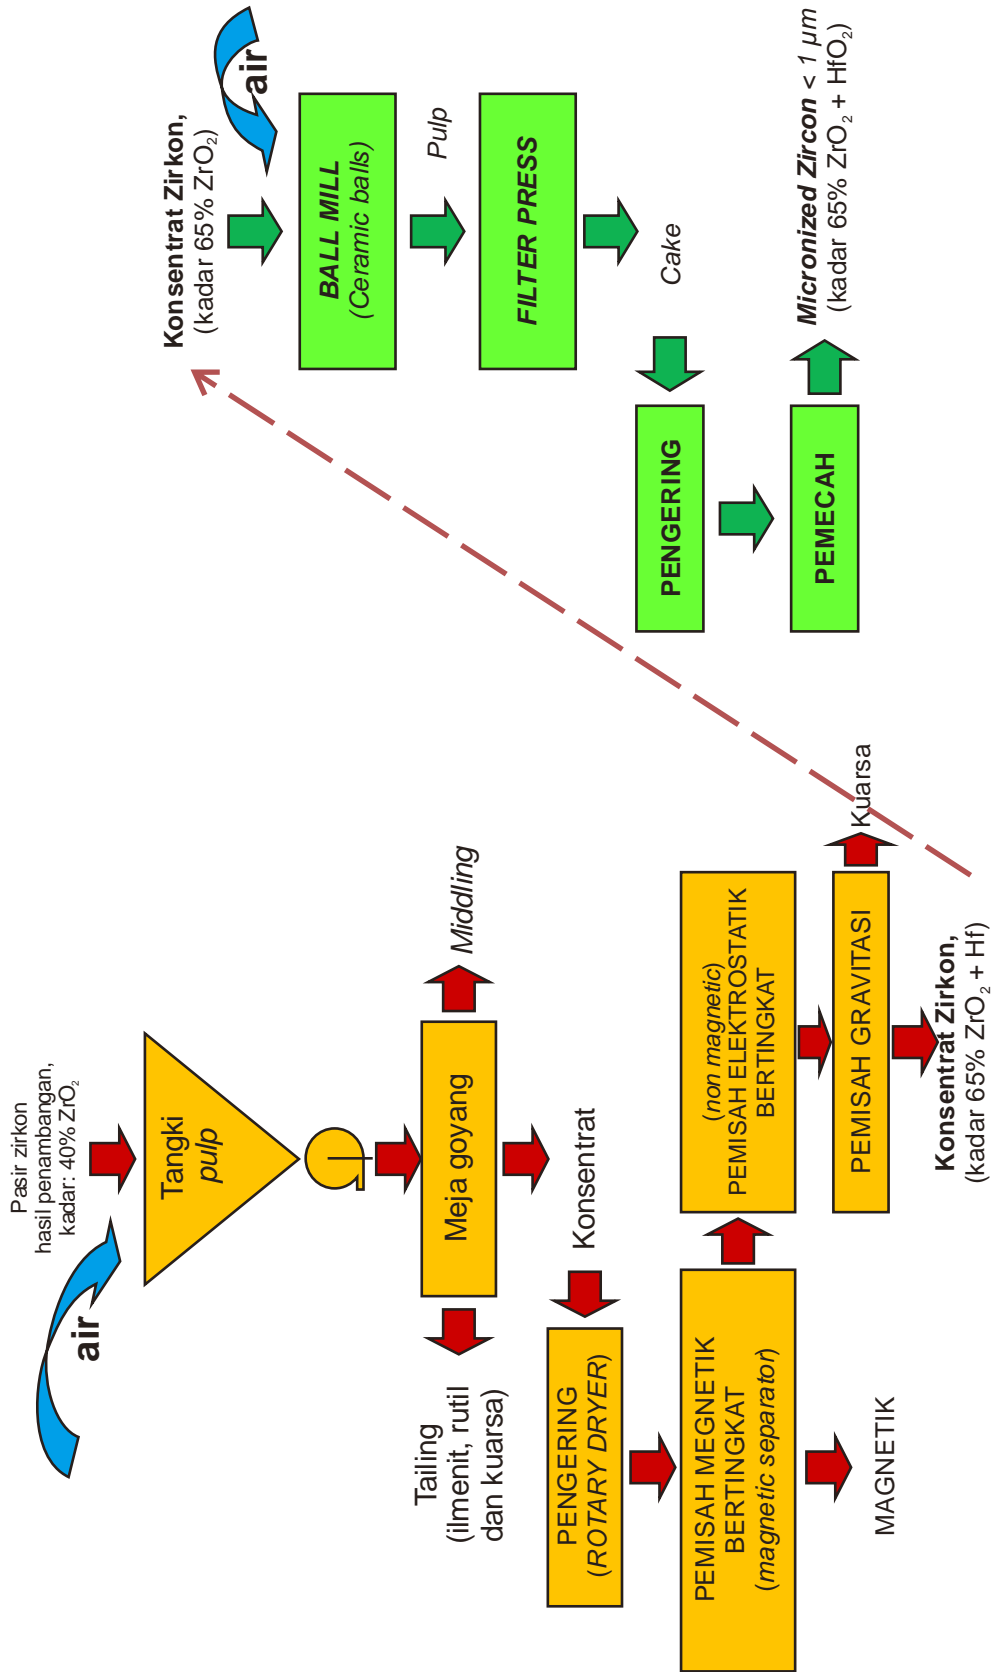 Pasir zirkon
hasil penambangan,
kadar: 40% ZrO₂
air
Tangki
pulp
Meja goyang
Middling
Tailing
(ilmenit, rutil
dan kuarsa)
Konsentrat
PENGERING
(ROTARY DRYER)
PEMISAH MEGNETIK
BERTINGKAT
(magnetic separator)
MAGNETIK
(non magnetic)
PEMISAH ELEKTROSTATIK
BERTINGKAT
PEMISAH GRAVITASI
Kuarsa
Konsentrat Zirkon,
(kadar 65% ZrO₂ + Hf)
Konsentrat Zirkon,
(kadar 65% ZrO₂)
air
BALL MILL
(Ceramic balls)
Pulp
FILTER PRESS
Cake
PENGERING
PEMECAH
Micronized Zircon < 1 µm
(kadar 65% ZrO₂ + HfO₂)